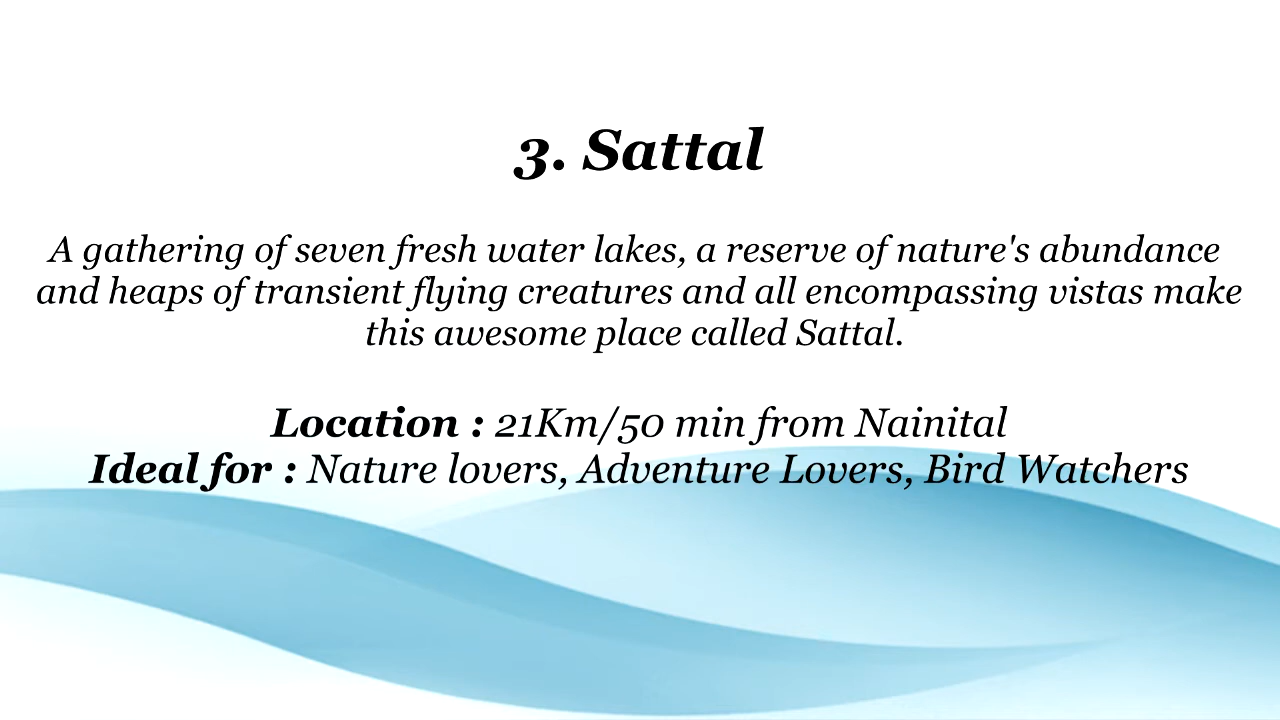 3. Sattal
A gathering of seven fresh water lakes, a reserve of nature's abundance
and heaps of transient flying creatures and all encompassing vistas make
this awesome place called Sattal.
Location : 21Km/50 min from Nainital
Ideal for : Nature lovers, Adventure Lovers, Bird Watchers